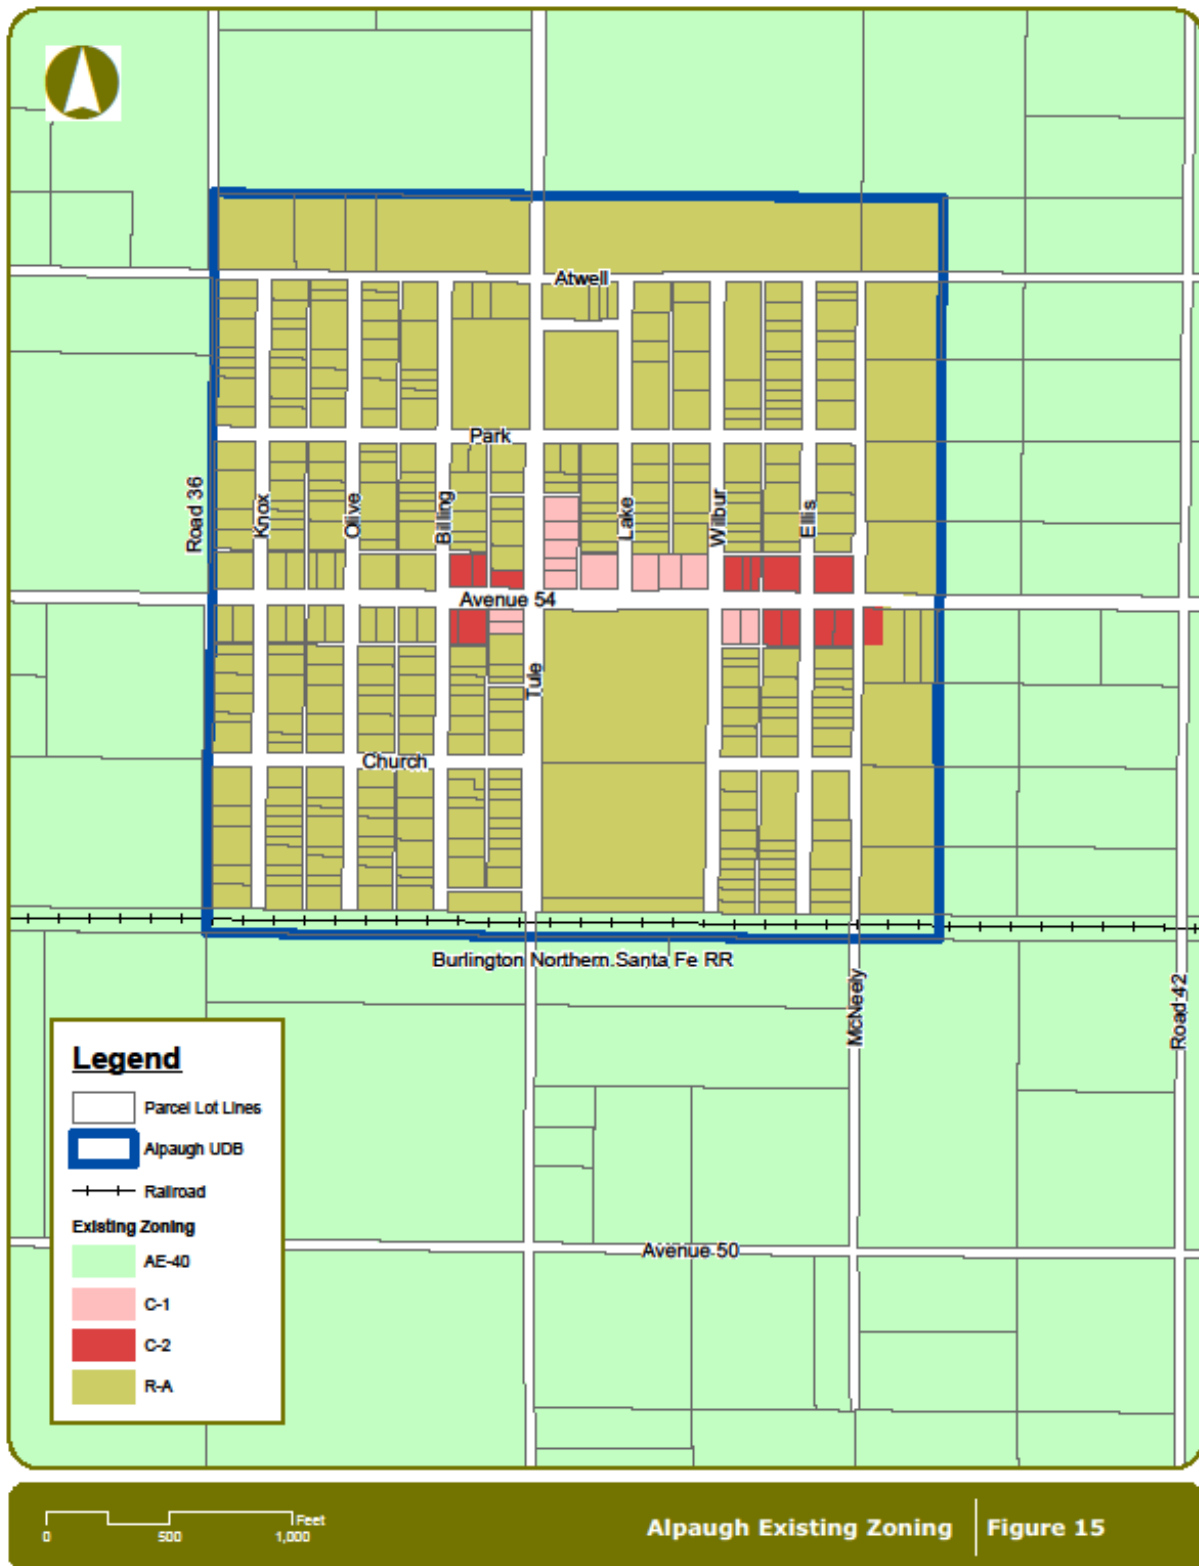 Atwell
Park
Road 36
Knox
Olive
Billing
Lake
Wilbur
Ellis
Avenue 54
Tule
Church
Burlington Northern Santa Fe RR
McNeely
Road 42
Avenue 50
Legend
Parcel Lot Lines
Alpaugh UDB
Railroad
Existing Zoning
AE-40
C-1
C-2
R-A
Feet
0 500 1,000
Alpaugh Existing Zoning Figure 15